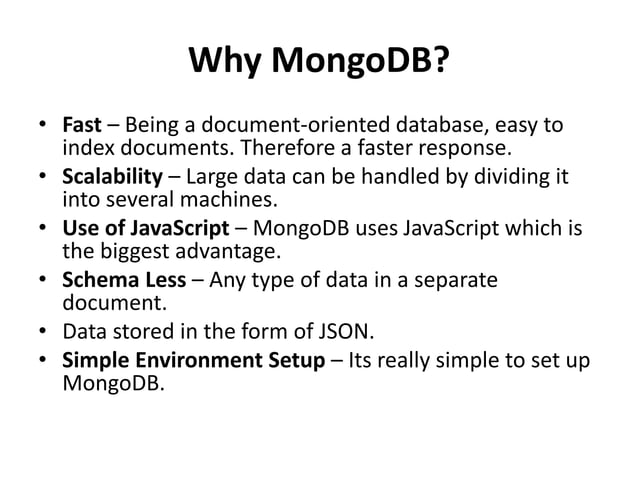 Why MongoDB?
• Fast – Being a document-oriented database, easy to
index documents. Therefore a faster response.
• Scalability – Large data can be handled by dividing it
into several machines.
• Use of JavaScript – MongoDB uses JavaScript which is
the biggest advantage.
• Schema Less – Any type of data in a separate
document.
• Data stored in the form of JSON.
• Simple Environment Setup – Its really simple to set up
MongoDB.